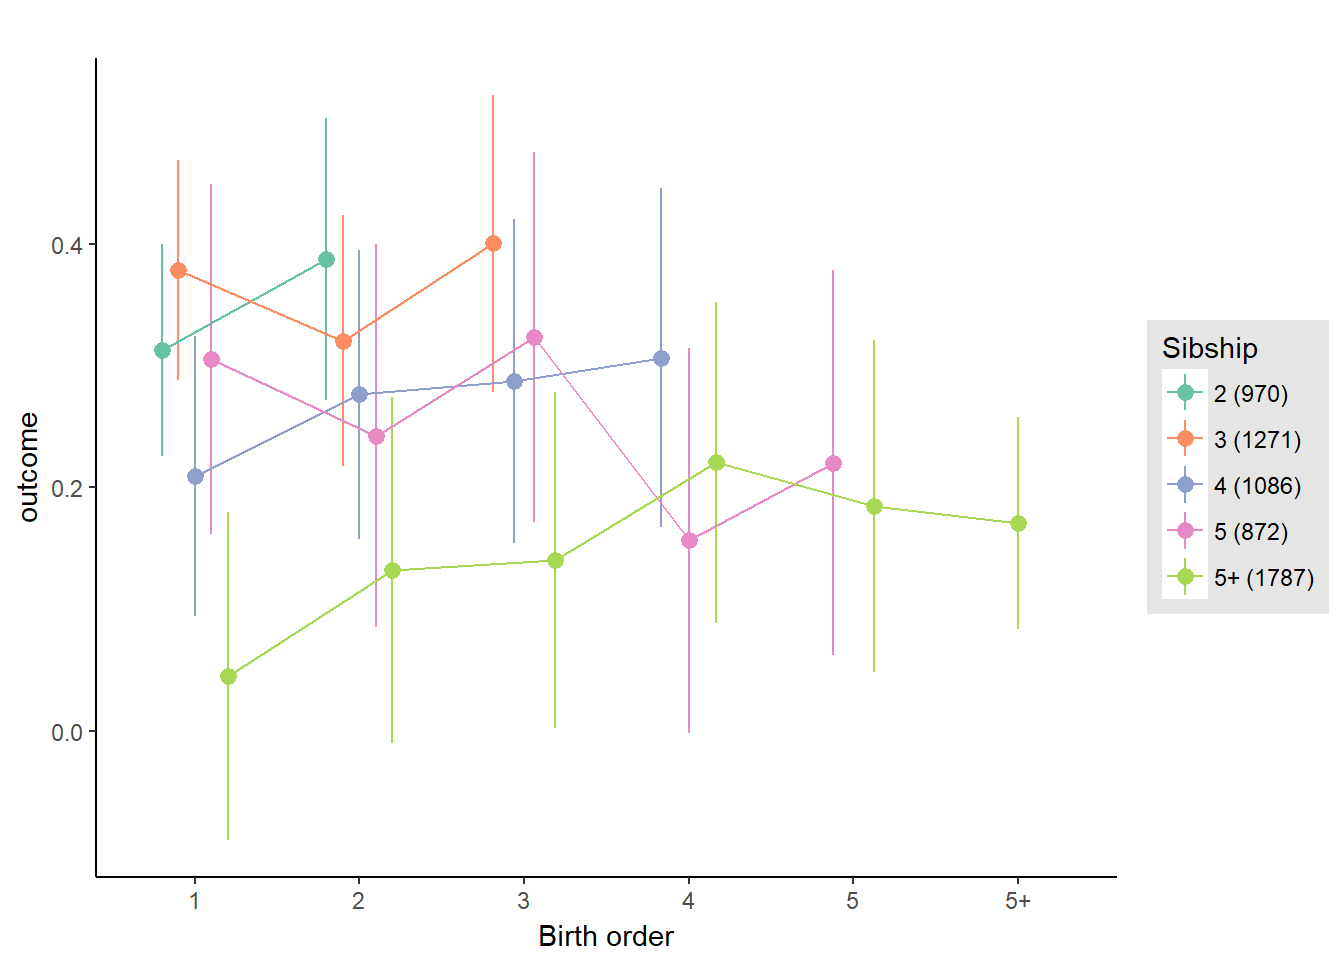 outcome
0.4
0.2
0.0
1 2 3 4 5 5+
Birth order
Sibship
2 (970)
3 (1271)
4 (1086)
5 (872)
5+ (1787)